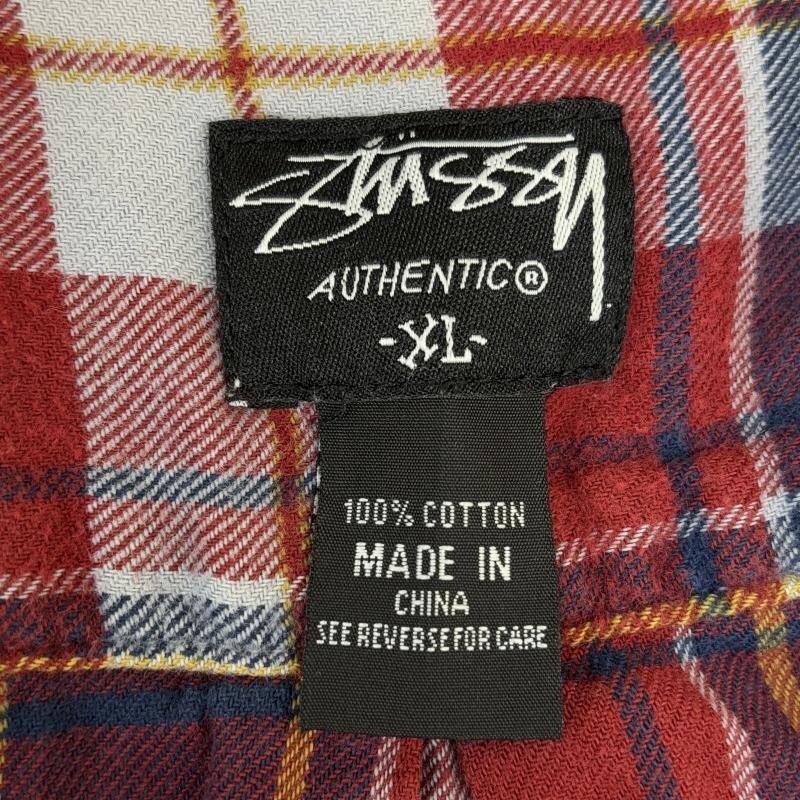 Stüssy
AUTHENTIC®
-XL-
100% COTTON
MADE IN
CHINA
SEE REVERSE FOR CARE